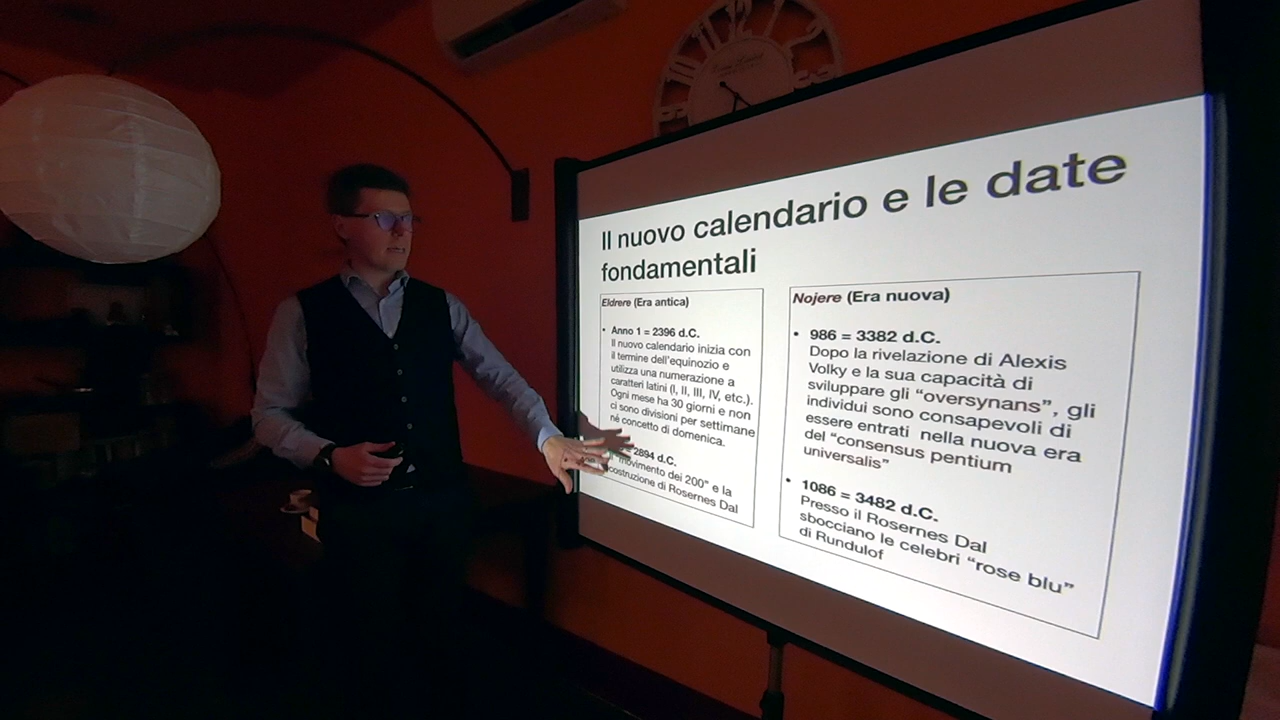 Il nuovo calendario e le date
fondamentali
Eldrere (Era antica)
• Anno 1 = 2396 d.C.
Il nuovo calendario inizia con
il termine dell'equinozio e
utilizza una numerazione a
caratteri latini (I, II, III, IV, etc.).
Ogni mese ha 30 giorni e non
ci sono divisioni per settimane
né concetto di domenica.
2894 d.C.
"movimento dei 200" e la
costruzione di Rosernes Dal
Nojere (Era nuova)
• 986 = 3382 d.C.
Dopo la rivelazione di Alexis
Volky e la sua capacità di
sviluppare gli “oversynans”, gli
individui sono consapevoli di
essere entrati nella nuova era
del “consensus pentium
universalis”
• 1086 = 3482 d.C.
Presso il Rosernes Dal
sbocciano le celebri “rose blu”
di Rundulof